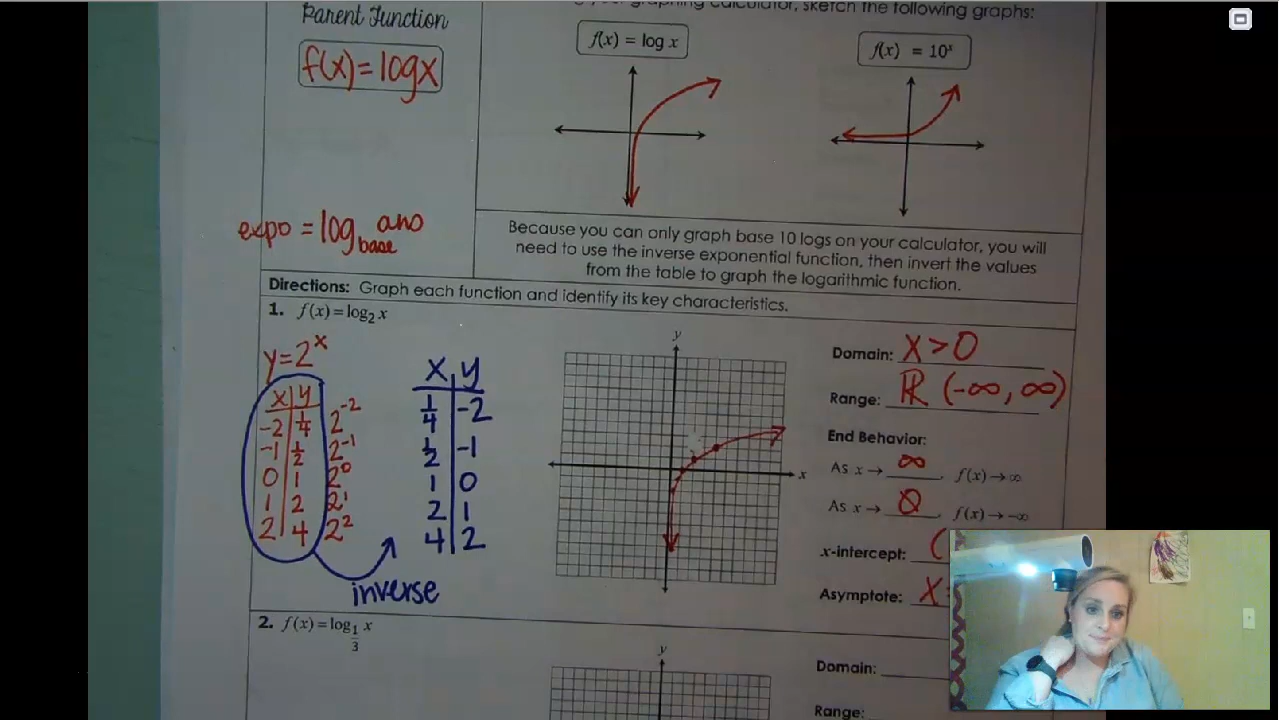 Parent Function
f(x)=logx
graphing calculator, sketch the following graphs:
f(x) = log x
f(x) = 10ˣ
expo = log base ans
Because you can only graph base 10 logs on your calculator, you will
need to use the inverse exponential function, then invert the values
from the table to graph the logarithmic function.
Directions: Graph each function and identify its key characteristics.
1. f(x) = log₂ x
y=2ˣ
x y
-2 1/4 2⁻²
-1 1/2 2⁻¹
0 1 2⁰
1 2 2¹
2 4 2²
inverse
x y
1/4 -2
1/2 -1
1 0
2 1
4 2
y
x
Domain: x>0
Range: ℝ (-∞, ∞)
End Behavior:
As x → ∞, f(x) → ∞
As x → 0, f(x) → -∞
x-intercept: (
Asymptote: x
2. f(x) = log 1/3 x
y
Domain:
Range: